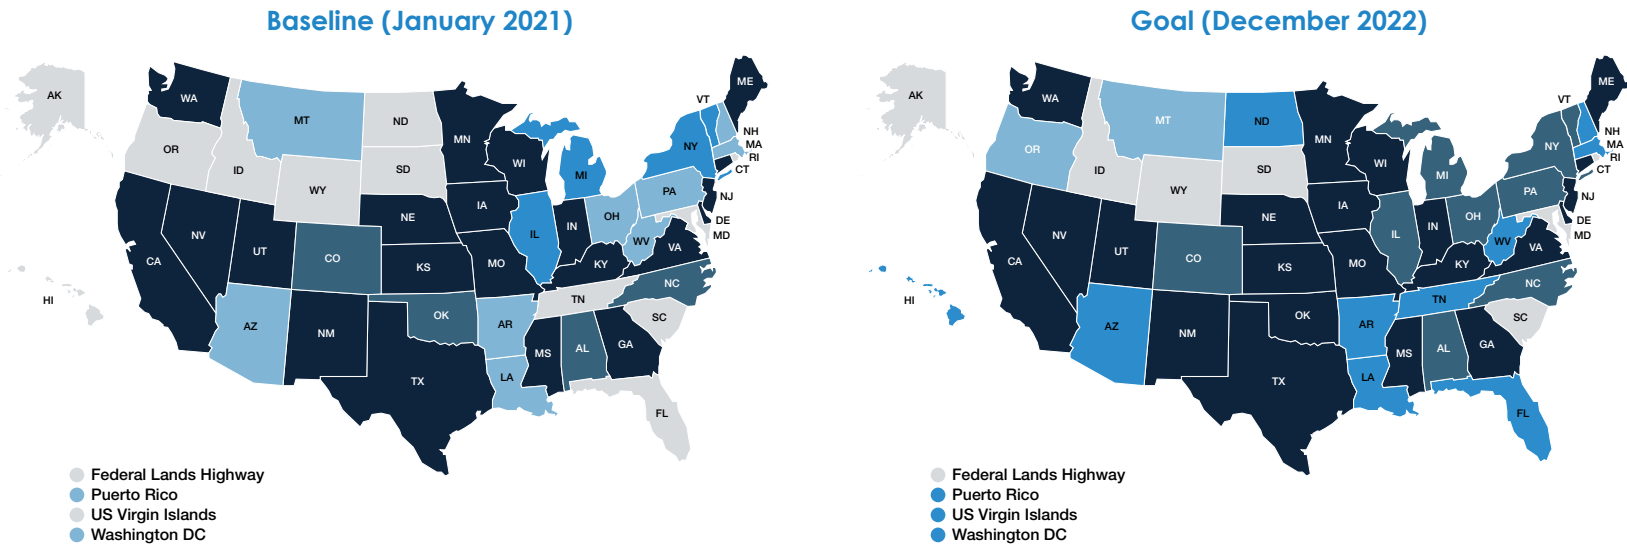 Baseline (January 2021)
AK
WA
OR
ID
MT
WY
ND
SD
MN
WI
MI
NY
VT
ME
NH
MA
RI
CT
NJ
DE
MD
PA
OH
WV
VA
NE
IA
IL
IN
KY
NV
UT
CO
KS
MO
CA
TN
NC
SC
AZ
NM
OK
AR
TX
LA
MS
AL
GA
FL
HI
Federal Lands Highway
Puerto Rico
US Virgin Islands
Washington DC
Goal (December 2022)
AK
WA
OR
ID
MT
WY
ND
SD
MN
WI
MI
NY
VT
ME
NH
MA
RI
CT
NJ
DE
MD
PA
OH
WV
VA
NE
IA
IL
IN
KY
NV
UT
CO
KS
MO
CA
TN
NC
SC
AZ
NM
OK
AR
TX
LA
MS
AL
GA
FL
HI
Federal Lands Highway
Puerto Rico
US Virgin Islands
Washington DC